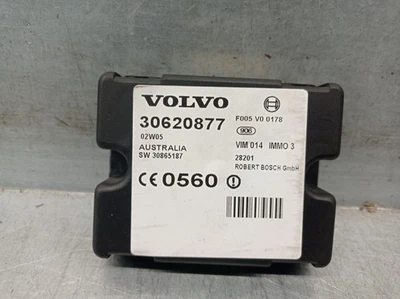 VOLVO
30620877
02W05
AUSTRALIA
SW 30865187
CE 0560
F005 V0 0178
906
VIM 014 IMMO 3
28201
ROBERT BOSCH GmbH